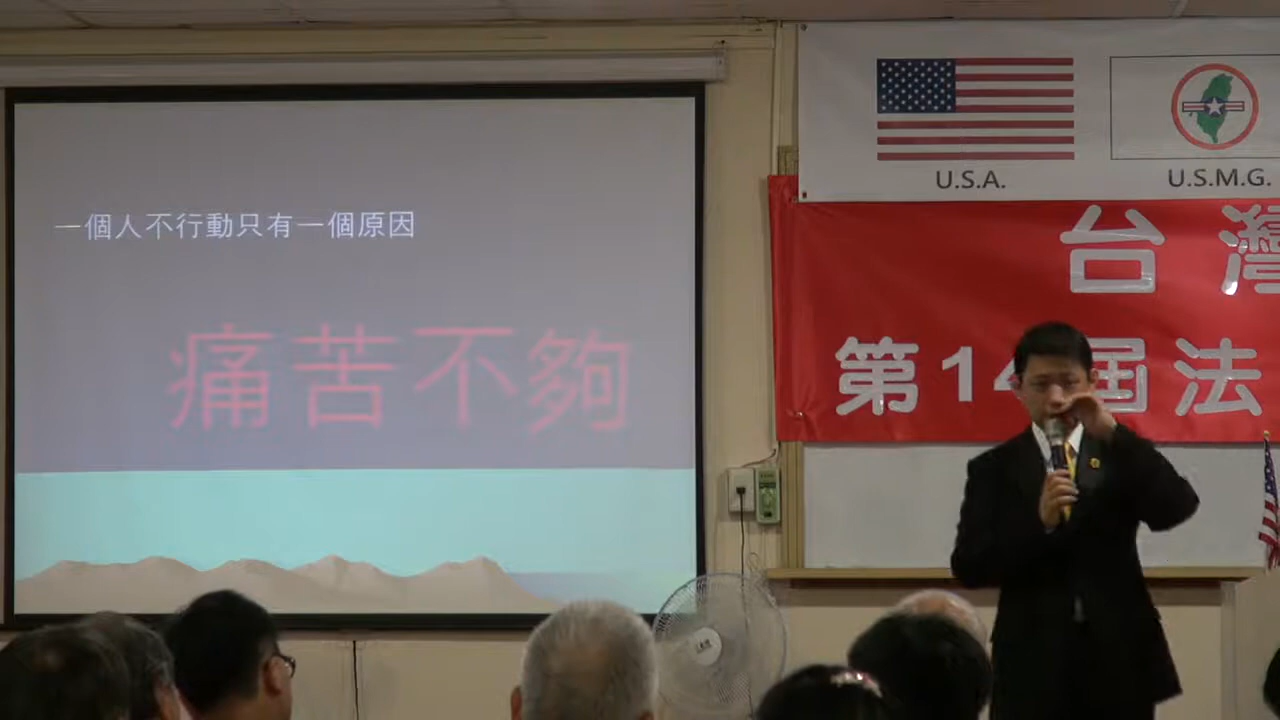 一個人不行動只有一個原因
痛苦不夠
U.S.A.
U.S.M.G.
台灣
第14屆法